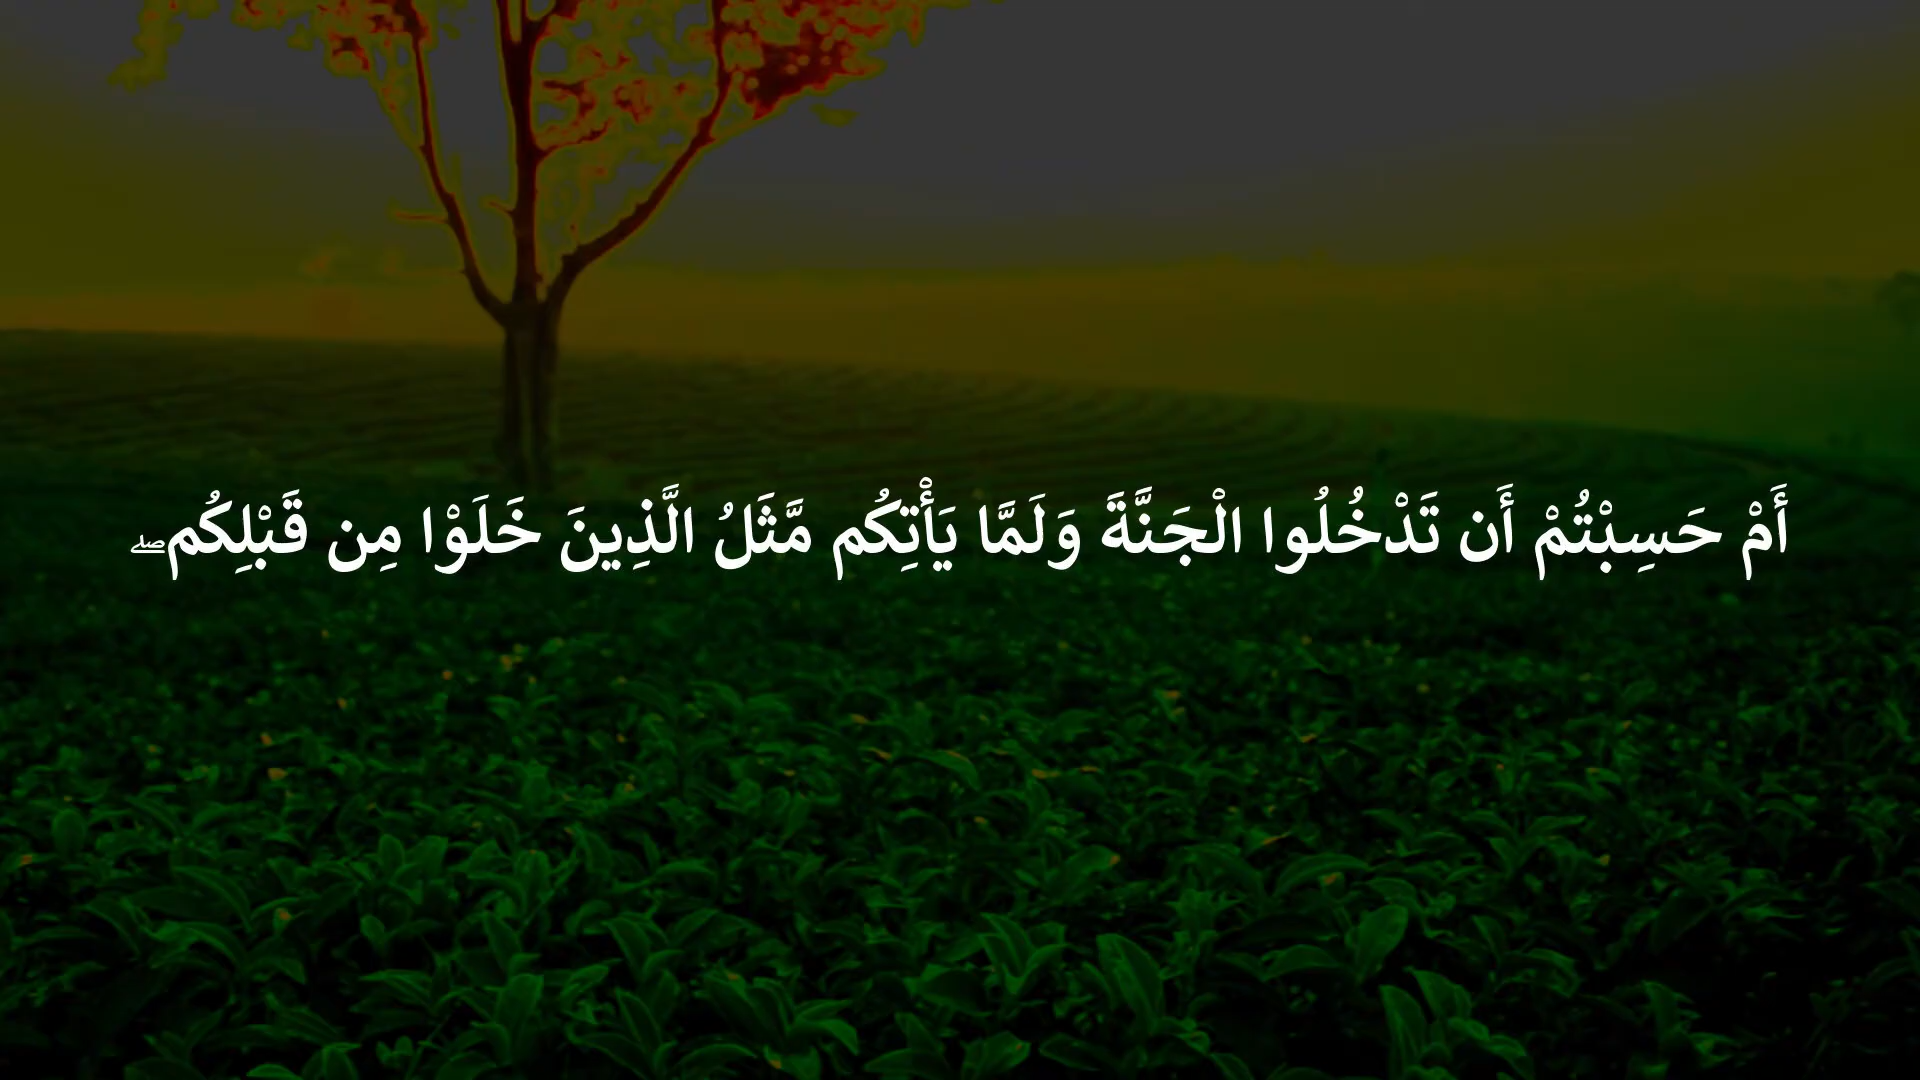 أَمْ حَسِبْتُمْ أَن تَدْخُلُوا الْجَنَّةَ وَلَمَّا يَأْتِكُم مَّثَلُ الَّذِينَ خَلَوْا مِن قَبْلِكُم ۖ